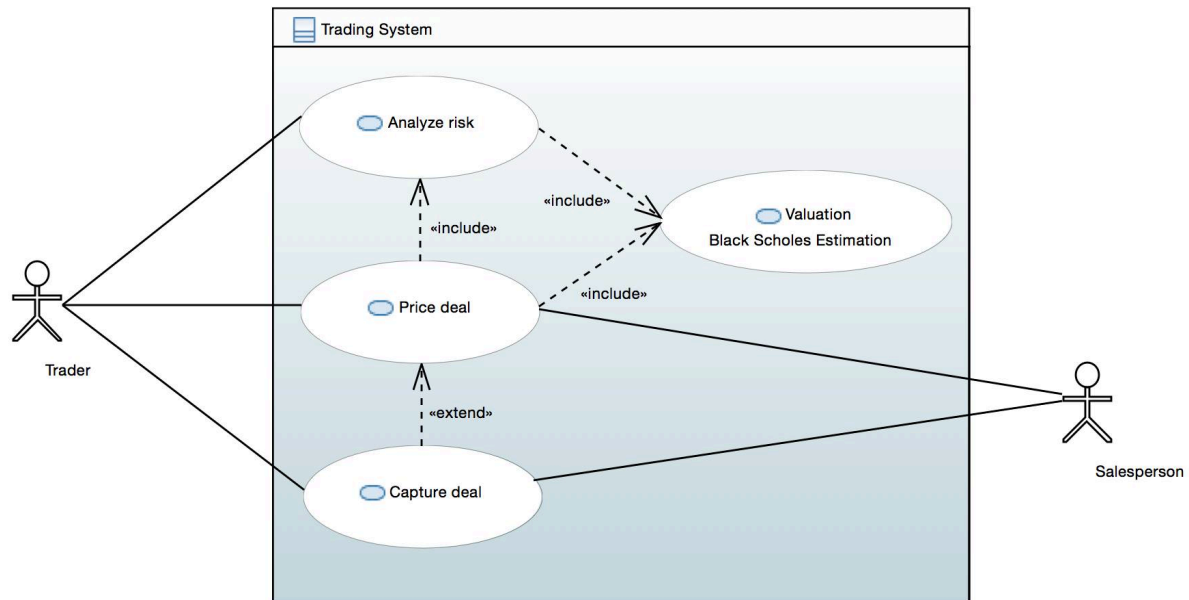 Trading System
Analyze risk
«include»
«include»
Valuation
Black Scholes Estimation
«include»
Price deal
Trader
«extend»
Salesperson
Capture deal